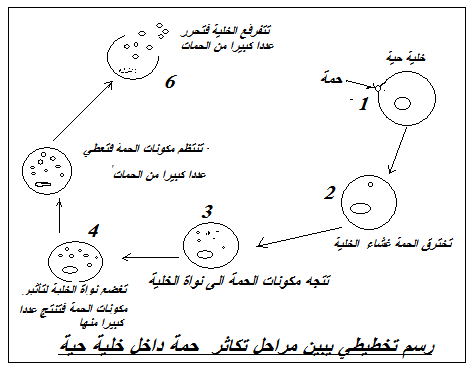 خلية حية
حمة
1
2
تخترق الحمة غشاء الخلية
3
تتجه مكونات الحمة الى نواة الخلية
4
تخضع نواة الخلية لتأثير
مكونات الحمة فتنتج عددا
كبيرا منها
- تنتظم مكونات الحمة فتعطي
عددا كبيرا من الحمات
6
تتفرقع الخلية فتحرر
عددا كبيرا من الحمات
رسم تخطيطي يبين مراحل تكاثر حمة داخل خلية حية